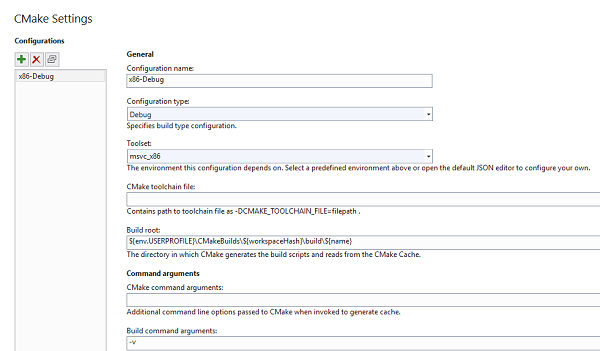 CMake Settings
Configurations
x86-Debug
General
Configuration name:
x86-Debug
Configuration type:
Debug
Specifies build type configuration.
Toolset:
msvc_x86
The environment this configuration depends on. Select a predefined environment above or open the default JSON editor to configure your own.
CMake toolchain file:
Contains path to toolchain file as -DCMAKE_TOOLCHAIN_FILE=filepath .
Build root:
${env.USERPROFILE}\CMakeBuilds\${workspaceHash}\build\${name}
The directory in which CMake generates the build scripts and reads from the CMake Cache.
Command arguments
CMake command arguments:
Additional command line options passed to CMake when invoked to generate cache.
Build command arguments:
-v